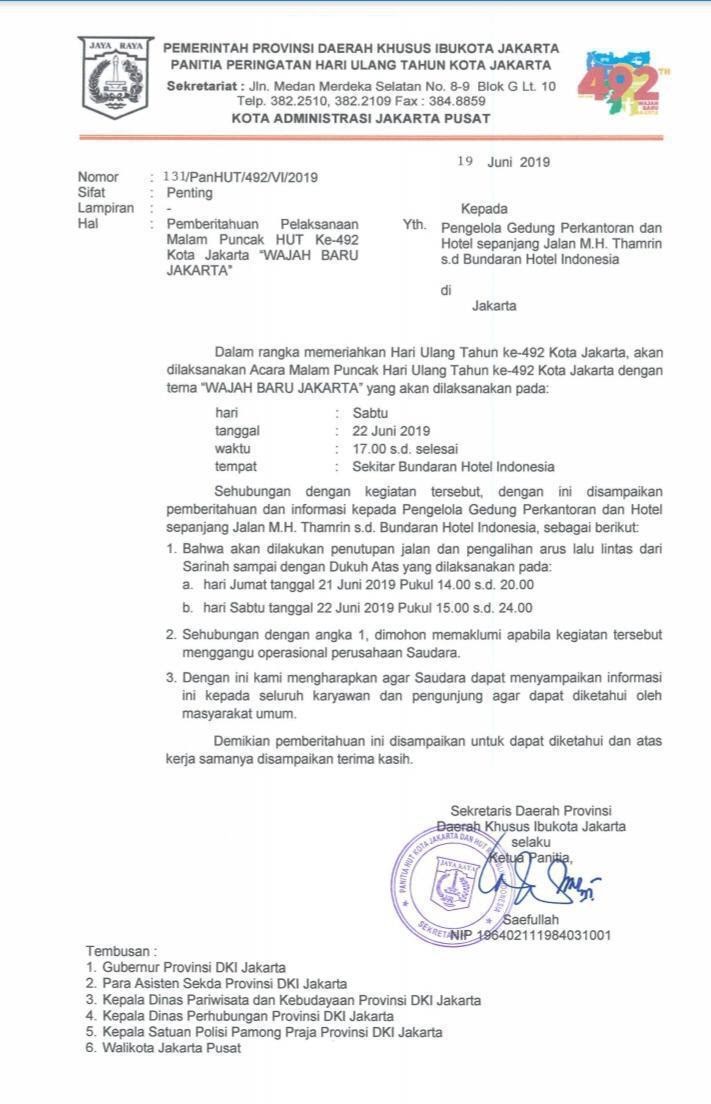 JAYA RAYA
PEMERINTAH PROVINSI DAERAH KHUSUS IBUKOTA JAKARTA
PANITIA PERINGATAN HARI ULANG TAHUN KOTA JAKARTA
Sekretariat : Jln. Medan Merdeka Selatan No. 8-9 Blok G Lt. 10
Telp. 382.2510, 382.2109 Fax : 384.8859
KOTA ADMINISTRASI JAKARTA PUSAT
492TH
WAJAH
BARU
JAKARTA
19 Juni 2019
Nomor : 131/PanHUT/492/VI/2019
Sifat : Penting
Lampiran : -
Hal : Pemberitahuan Pelaksanaan
Malam Puncak HUT Ke-492
Kota Jakarta “WAJAH BARU
JAKARTA”
Kepada
Yth. Pengelola Gedung Perkantoran dan
Hotel sepanjang Jalan M.H. Thamrin
s.d Bundaran Hotel Indonesia
di
Jakarta
Dalam rangka memeriahkan Hari Ulang Tahun ke-492 Kota Jakarta, akan
dilaksanakan Acara Malam Puncak Hari Ulang Tahun ke-492 Kota Jakarta dengan
tema “WAJAH BARU JAKARTA” yang akan dilaksanakan pada:
hari : Sabtu
tanggal : 22 Juni 2019
waktu : 17.00 s.d. selesai
tempat : Sekitar Bundaran Hotel Indonesia
Sehubungan dengan kegiatan tersebut, dengan ini disampaikan
pemberitahuan dan informasi kepada Pengelola Gedung Perkantoran dan Hotel
sepanjang Jalan M.H. Thamrin s.d. Bundaran Hotel Indonesia, sebagai berikut:
1. Bahwa akan dilakukan penutupan jalan dan pengalihan arus lalu lintas dari
Sarinah sampai dengan Dukuh Atas yang dilaksanakan pada:
a. hari Jumat tanggal 21 Juni 2019 Pukul 14.00 s.d. 20.00
b. hari Sabtu tanggal 22 Juni 2019 Pukul 15.00 s.d. 24.00
2. Sehubungan dengan angka 1, dimohon memaklumi apabila kegiatan tersebut
menggangu operasional perusahaan Saudara.
3. Dengan ini kami mengharapkan agar Saudara dapat menyampaikan informasi
ini kepada seluruh karyawan dan pengunjung agar dapat diketahui oleh
masyarakat umum.
Demikian pemberitahuan ini disampaikan untuk dapat diketahui dan atas
kerja samanya disampaikan terima kasih.
Sekretaris Daerah Provinsi
Daerah Khusus Ibukota Jakarta
selaku
Ketua Panitia,
PANITIA HUT KOTA JAKARTA DAN HUT INDONESIA
JAYA RAYA
Saefullah
NIP 196402111984031001
Tembusan :
1. Gubernur Provinsi DKI Jakarta
2. Para Asisten Sekda Provinsi DKI Jakarta
3. Kepala Dinas Pariwisata dan Kebudayaan Provinsi DKI Jakarta
4. Kepala Dinas Perhubungan Provinsi DKI Jakarta
5. Kepala Satuan Polisi Pamong Praja Provinsi DKI Jakarta
6. Walikota Jakarta Pusat